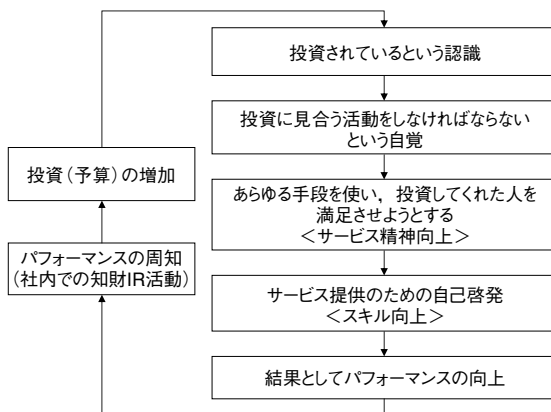 投資されているという認識
投資に見合う活動をしなければならない
という自覚
あらゆる手段を使い，投資してくれた人を
満足させようとする
＜サービス精神向上＞
サービス提供のための自己啓発
＜スキル向上＞
結果としてパフォーマンスの向上
パフォーマンスの周知
（社内での知財IR活動）
投資（予算）の増加